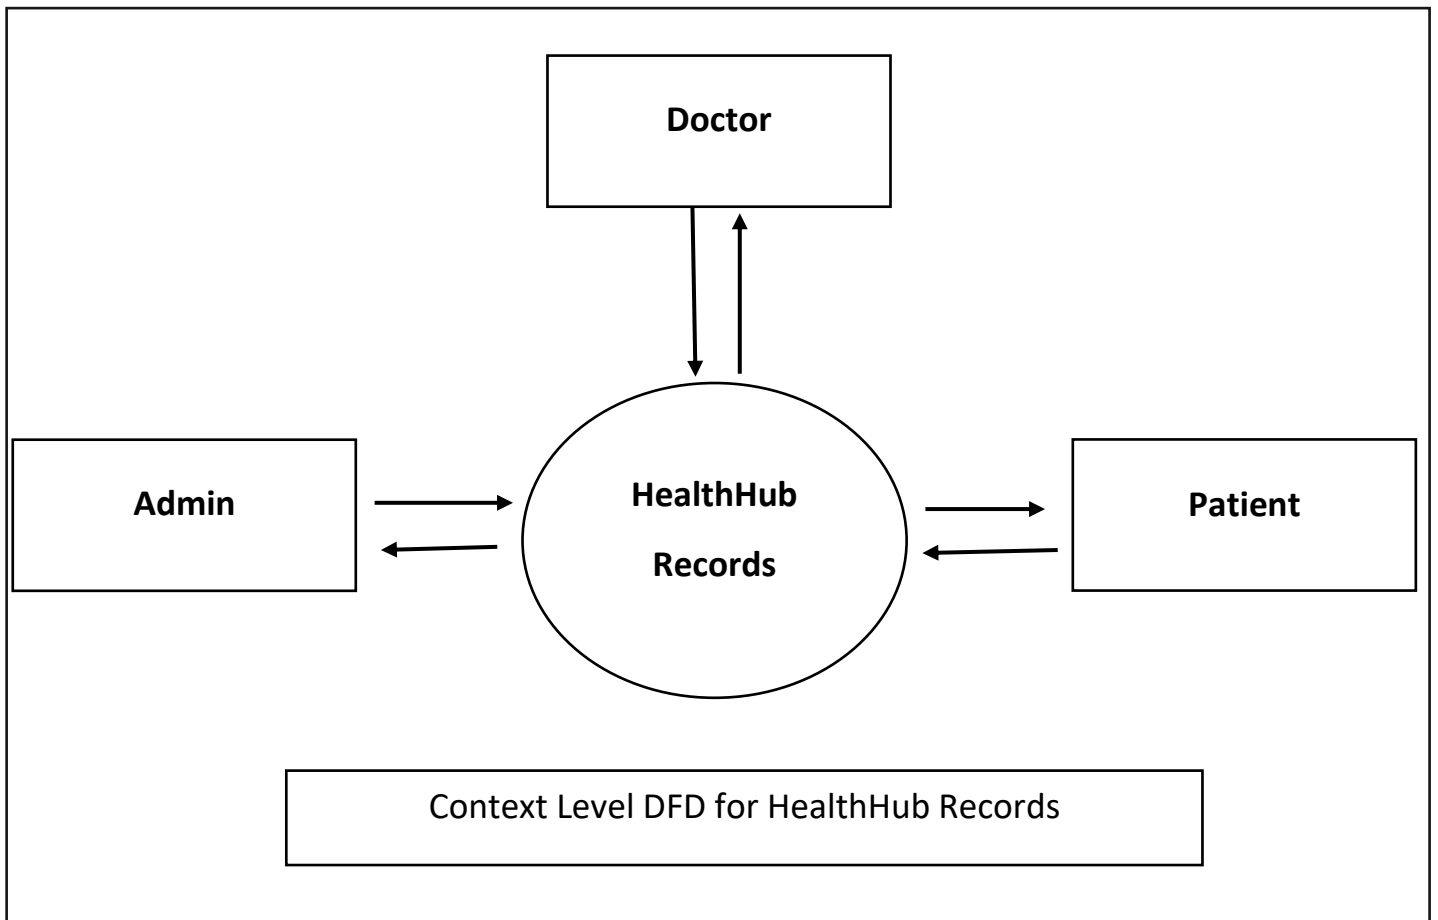 Doctor
Admin
HealthHub
Records
Patient
Context Level DFD for HealthHub Records